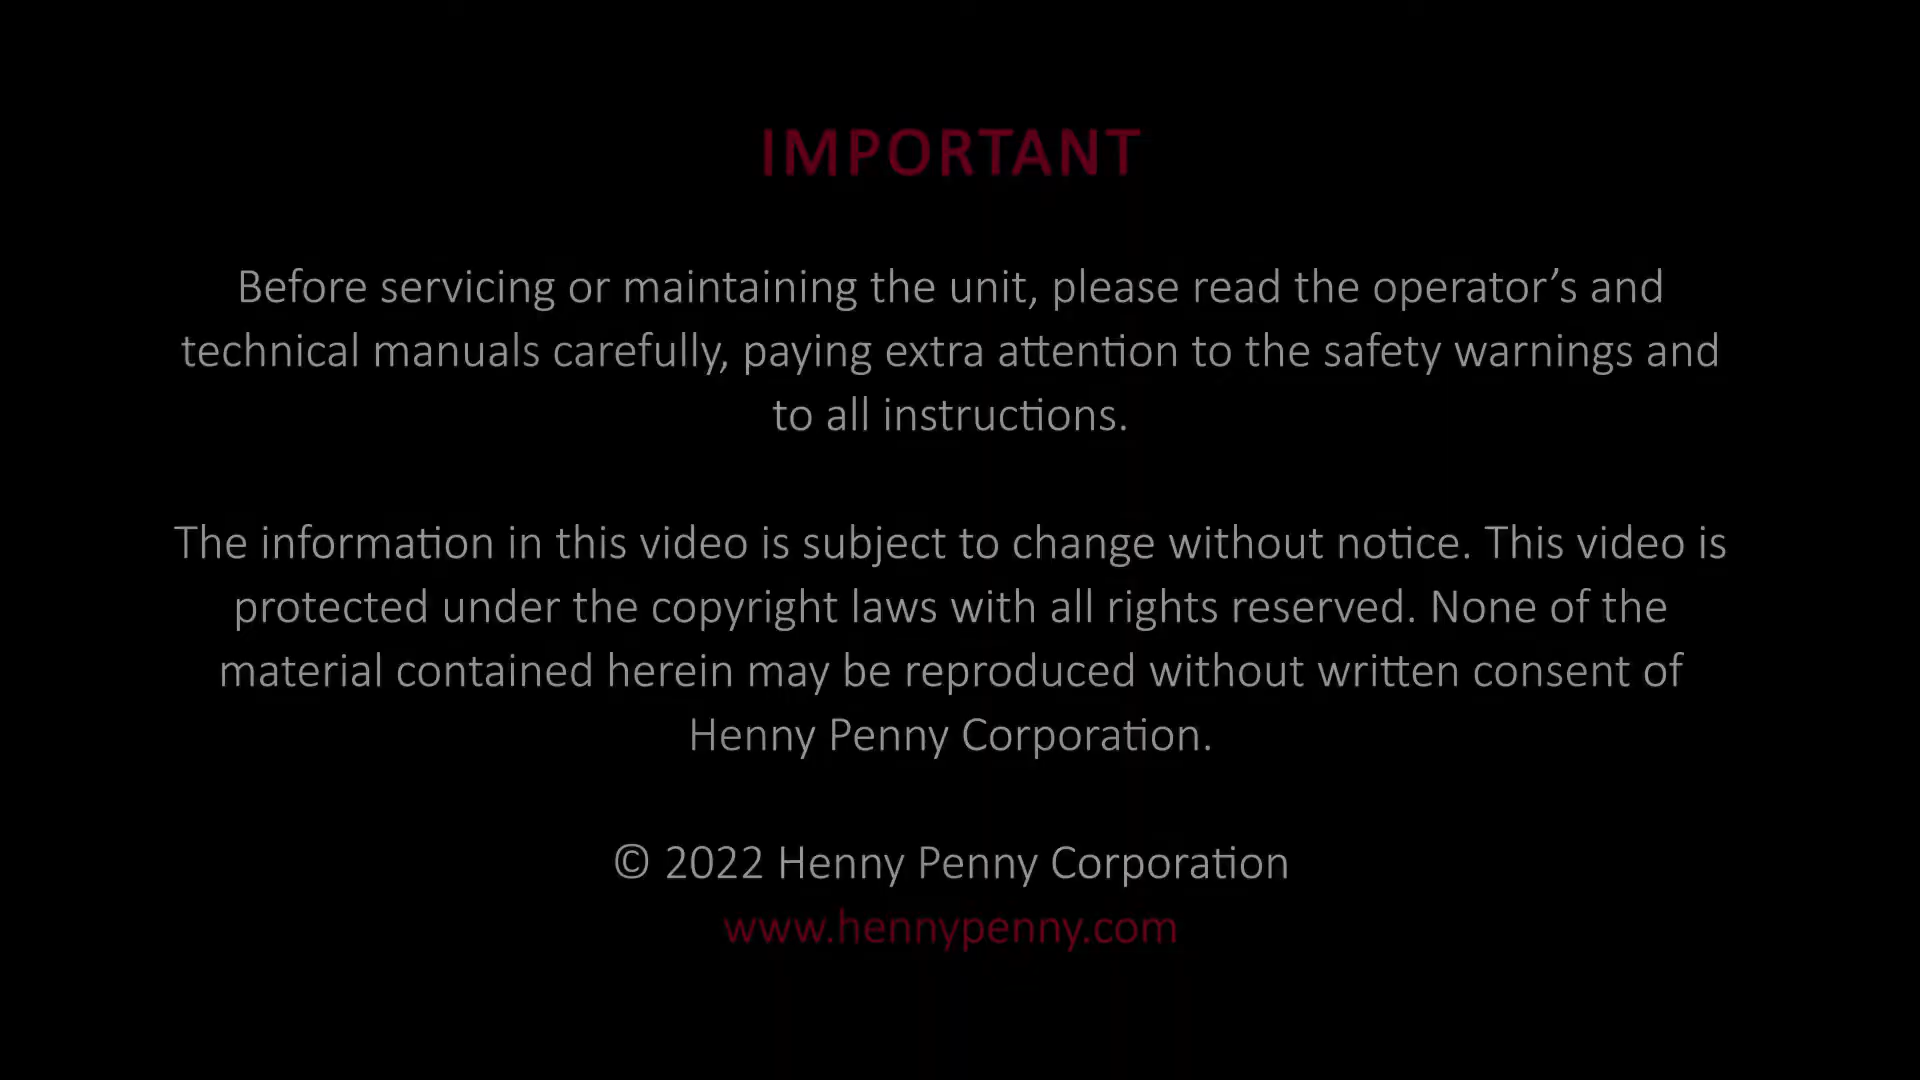 IMPORTANT
Before servicing or maintaining the unit, please read the operator’s and
technical manuals carefully, paying extra attention to the safety warnings and
to all instructions.
The information in this video is subject to change without notice. This video is
protected under the copyright laws with all rights reserved. None of the
material contained herein may be reproduced without written consent of
Henny Penny Corporation.
© 2022 Henny Penny Corporation
www.hennypenny.com